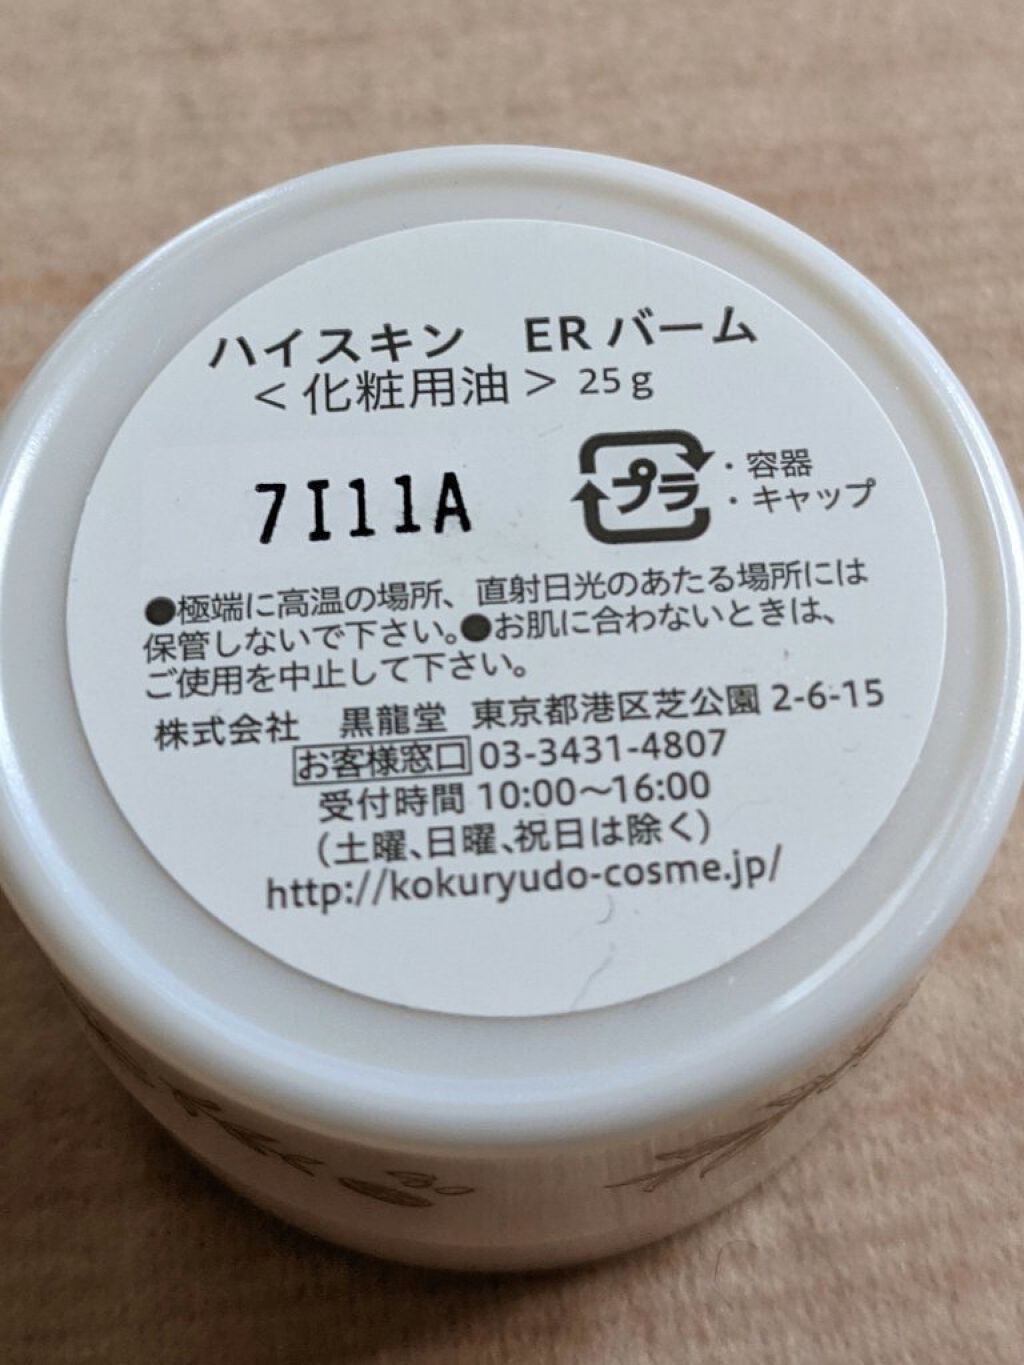 ハイスキン ER バーム
<化粧用油> 25g
7I11A
プラ
・容器
・キャップ
●極端に高温の場所、直射日光のあたる場所には
保管しないで下さい。●お肌に合わないときは、
ご使用を中止して下さい。
株式会社 黒龍堂 東京都港区芝公園 2-6-15
お客様窓口 03-3431-4807
受付時間 10:00～16:00
(土曜、日曜、祝日は除く)
http://kokuryudo-cosme.jp/